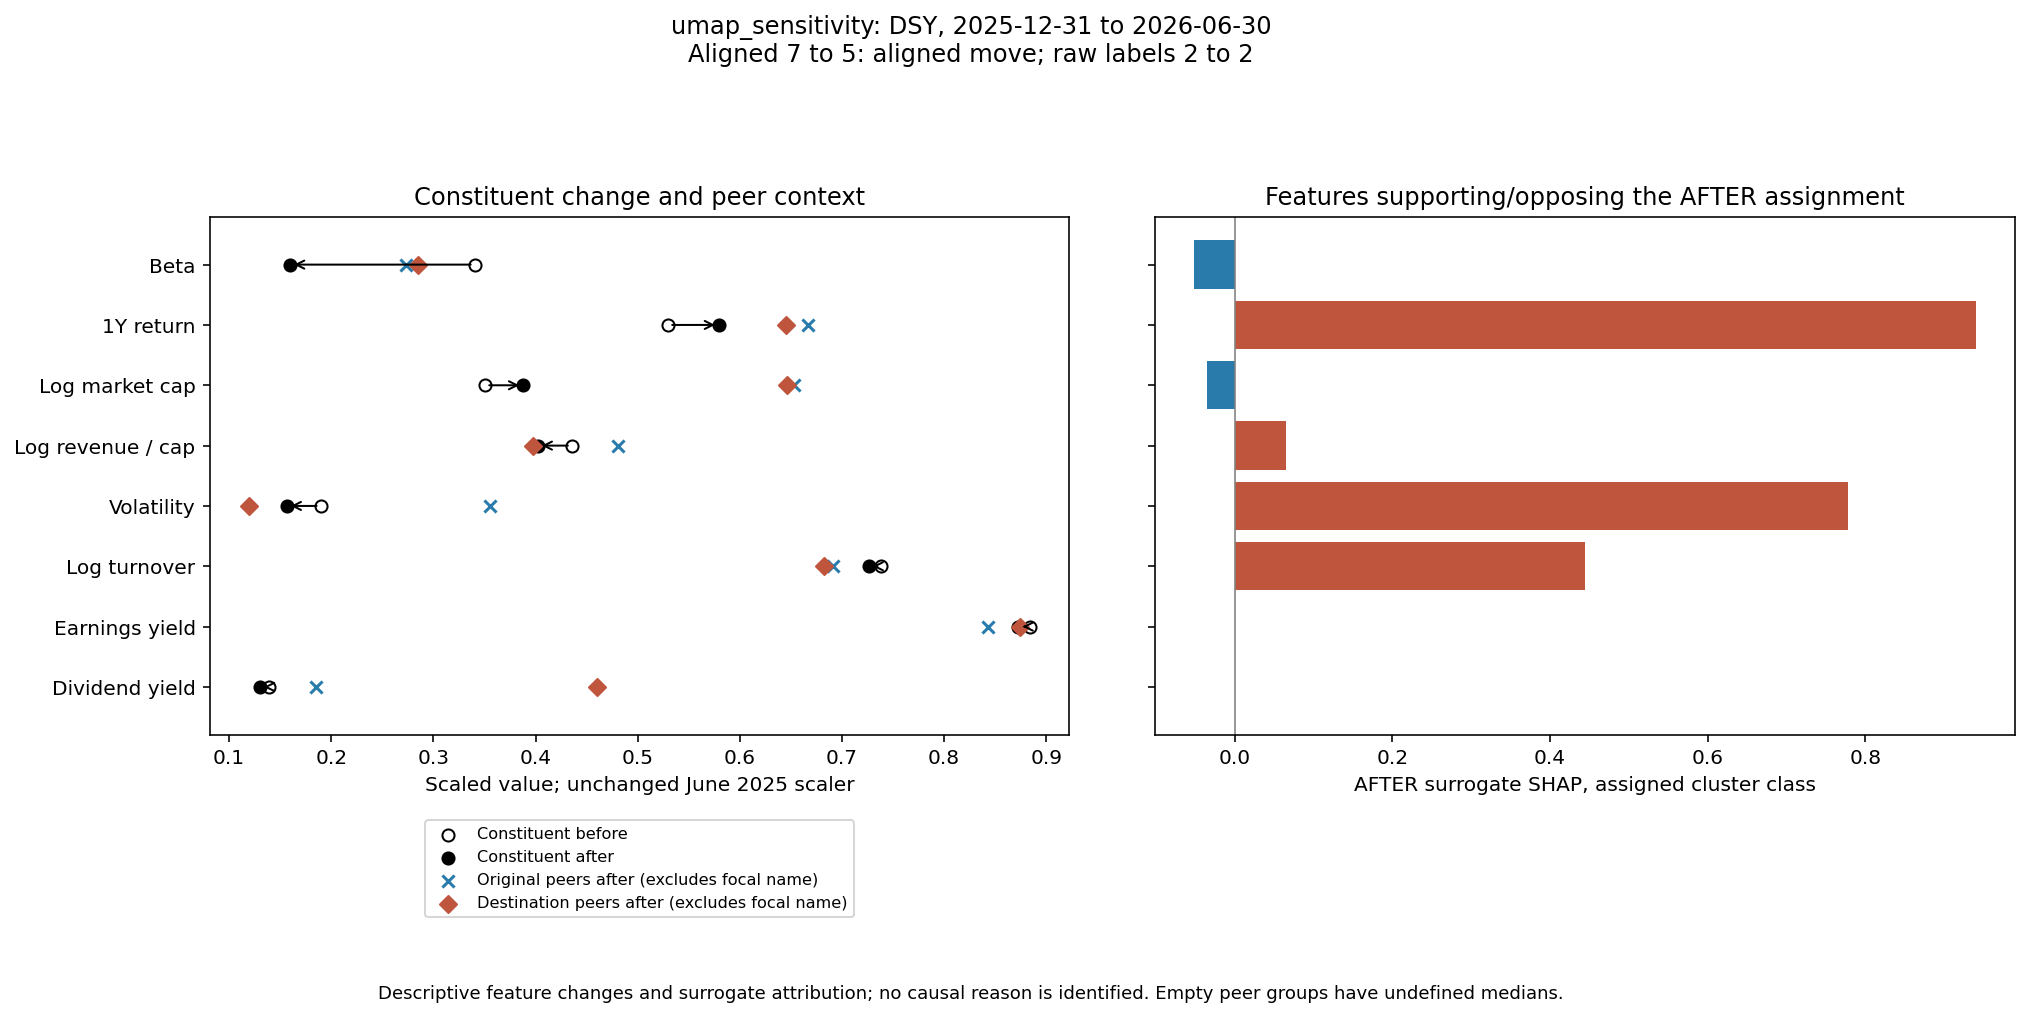 umap_sensitivity: DSY, 2025-12-31 to 2026-06-30
Aligned 7 to 5: aligned move; raw labels 2 to 2
Constituent change and peer context
Beta
1Y return
Log market cap
Log revenue / cap
Volatility
Log turnover
Earnings yield
Dividend yield
0.1 0.2 0.3 0.4 0.5 0.6 0.7 0.8 0.9
Scaled value; unchanged June 2025 scaler
Constituent before
Constituent after
Original peers after (excludes focal name)
Destination peers after (excludes focal name)
Features supporting/opposing the AFTER assignment
0.0 0.2 0.4 0.6 0.8
AFTER surrogate SHAP, assigned cluster class
Descriptive feature changes and surrogate attribution; no causal reason is identified. Empty peer groups have undefined medians.